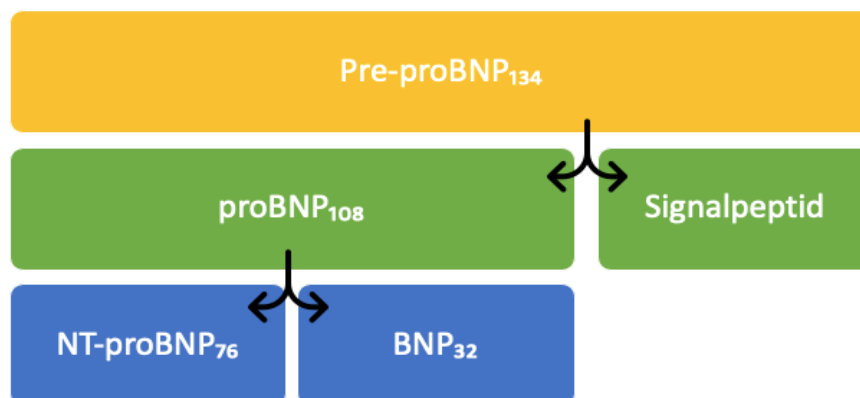 Pre-proBNP₁₃₄
proBNP₁₀₈
Signalpeptid
NT-proBNP₇₆
BNP₃₂